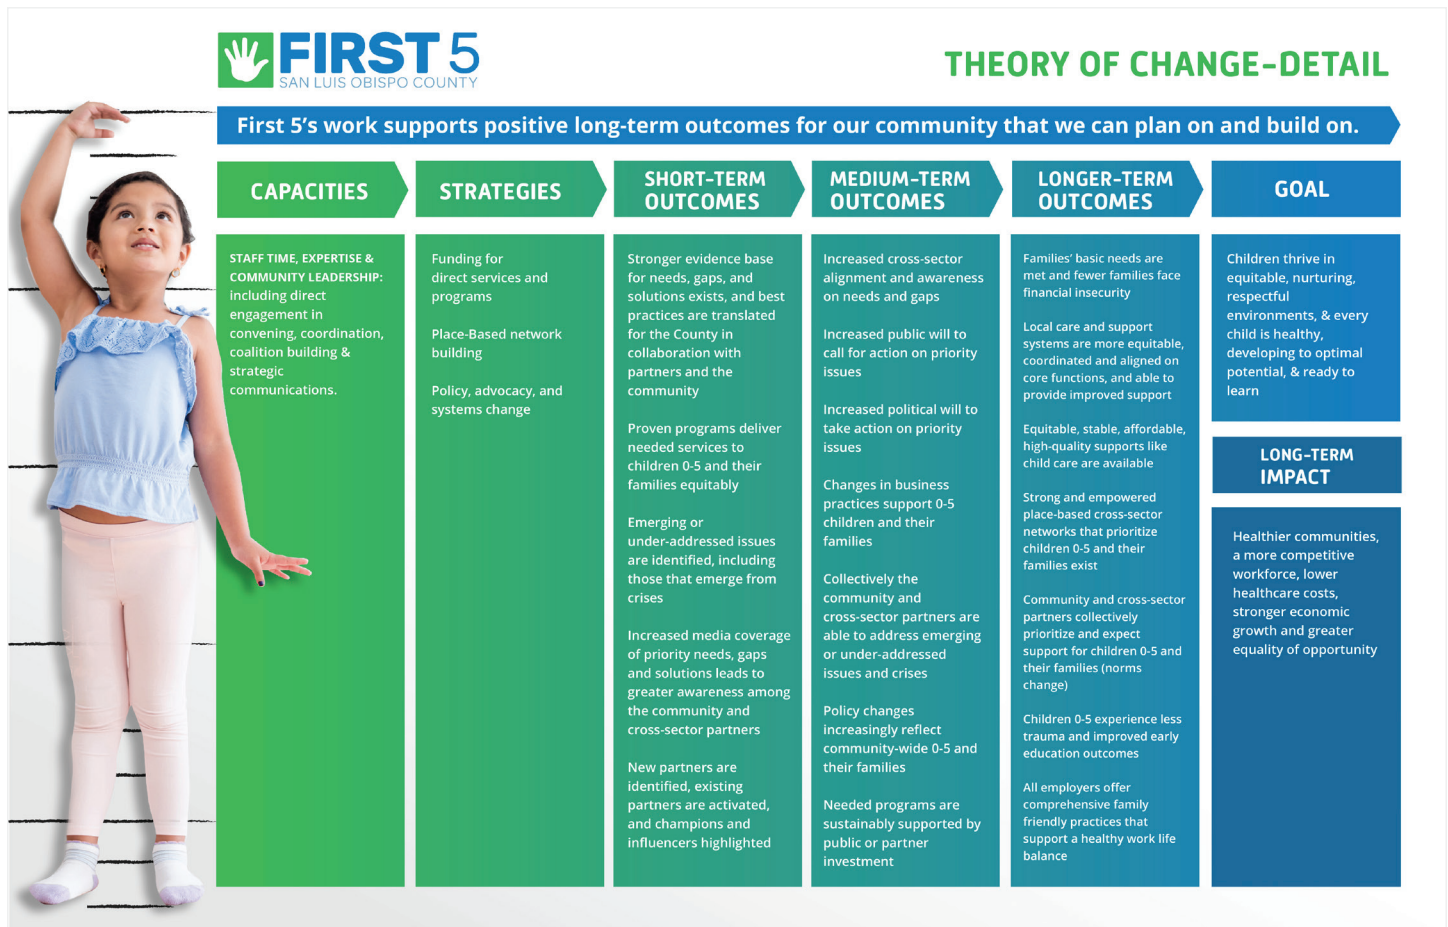 FIRST 5
SAN LUIS OBISPO COUNTY
THEORY OF CHANGE-DETAIL
First 5's work supports positive long-term outcomes for our community that we can plan on and build on.
CAPACITIES
STAFF TIME, EXPERTISE &
COMMUNITY LEADERSHIP:
including direct
engagement in
convening, coordination,
coalition building &
strategic
communications.
STRATEGIES
Funding for
direct services and
programs
Place-Based network
building
Policy, advocacy, and
systems change
SHORT-TERM
OUTCOMES
Stronger evidence base
for needs, gaps, and
solutions exists, and best
practices are translated
for the County in
collaboration with
partners and the
community
Proven programs deliver
needed services to
children 0-5 and their
families equitably
Emerging or
under-addressed issues
are identified, including
those that emerge from
crises
Increased media coverage
of priority needs, gaps
and solutions leads to
greater awareness among
the community and
cross-sector partners
New partners are
identified, existing
partners are activated,
and champions and
influencers highlighted
MEDIUM-TERM
OUTCOMES
Increased cross-sector
alignment and awareness
on needs and gaps
Increased public will to
call for action on priority
issues
Increased political will to
take action on priority
issues
Changes in business
practices support 0-5
children and their
families
Collectively the
community and
cross-sector partners are
able to address emerging
or under-addressed
issues and crises
Policy changes
increasingly reflect
community-wide 0-5 and
their families
Needed programs are
sustainably supported by
public or partner
investment
LONGER-TERM
OUTCOMES
Families' basic needs are
met and fewer families face
financial insecurity
Local care and support
systems are more equitable,
coordinated and aligned on
core functions, and able to
provide improved support
Equitable, stable, affordable,
high-quality supports like
child care are available
Strong and empowered
place-based cross-sector
networks that prioritize
children 0-5 and their
families exist
Community and cross-sector
partners collectively
prioritize and expect
support for children 0-5 and
their families (norms
change)
Children 0-5 experience less
trauma and improved early
education outcomes
All employers offer
comprehensive family
friendly practices that
support a healthy work life
balance
GOAL
Children thrive in
equitable, nurturing,
respectful
environments, & every
child is healthy,
developing to optimal
potential, & ready to
learn
LONG-TERM
IMPACT
Healthier communities,
a more competitive
workforce, lower
healthcare costs,
stronger economic
growth and greater
equality of opportunity